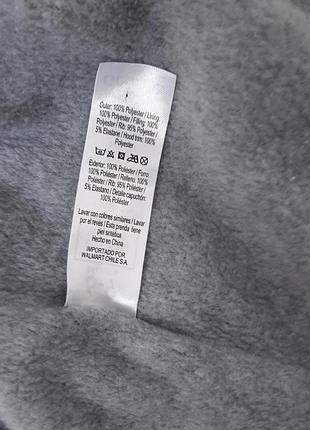 Outer: 100% Polyester / Lining:
100% Polyester / Filling: 100%
Polyester / Rib: 95% Polyester /
5% Elastane / Hood trim: 100%
Polyester
Exterior: 100% Poliéster / Forro:
100% Poliéster / Relleno: 100%
Poliéster / Rib: 95% Poliéster /
5% Elastano / Detalle capuchón:
100% Poliéster
Lavar con colores similares / Lavar
por el revés / Esta prenda tiene
piel sintética
Hecho en China
IMPORTADO POR
WALMART CHILE S.A.